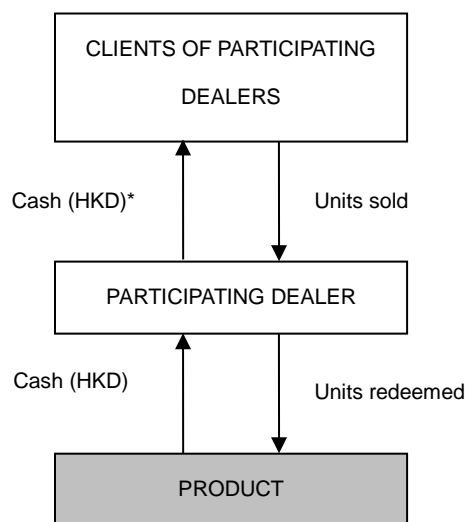 CLIENTS OF PARTICIPATING
DEALERS
Cash (HKD)*
Units sold
PARTICIPATING DEALER
Cash (HKD)
Units redeemed
PRODUCT